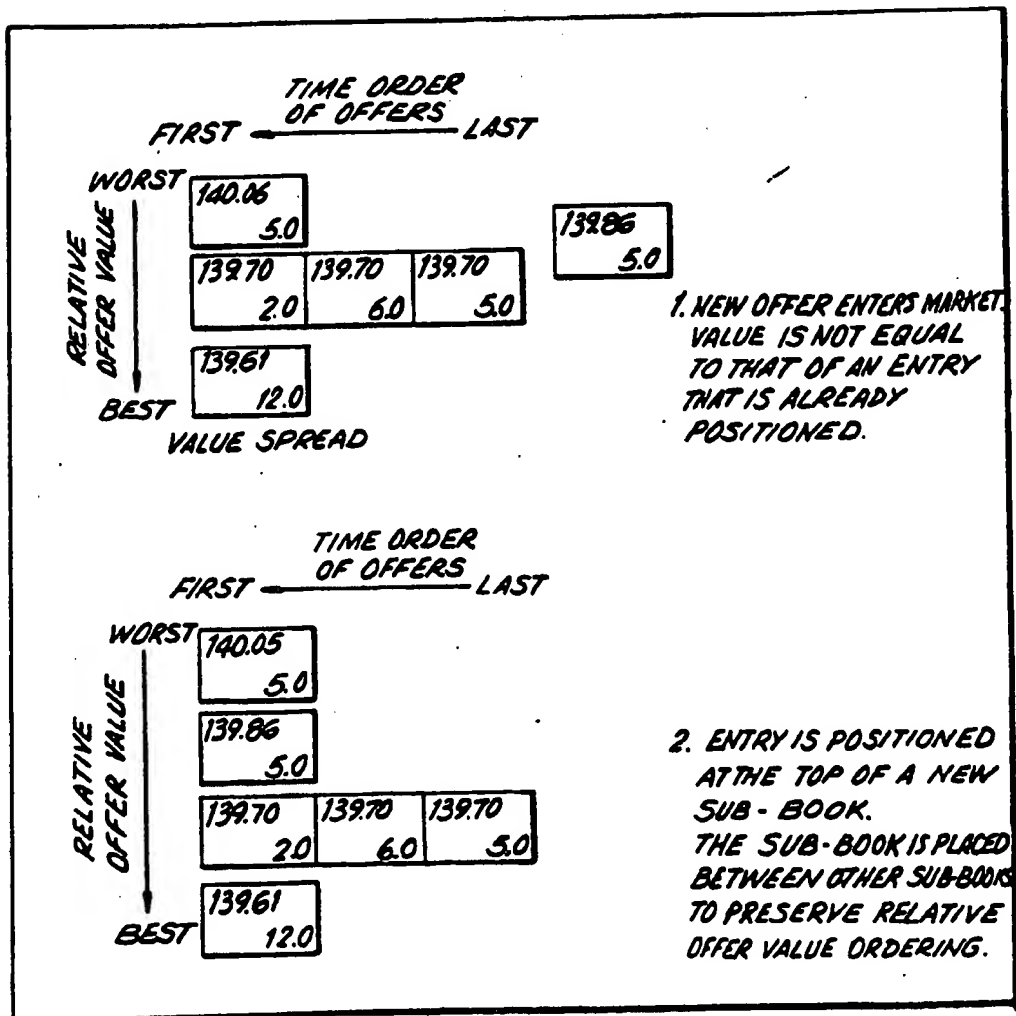 TIME ORDER
OF OFFERS
FIRST LAST
WORST
RELATIVE
OFFER VALUE
BEST
140.06
5.0
139.70 139.70 139.70
2.0 6.0 5.0
139.61
12.0
VALUE SPREAD
139.86
5.0
1. NEW OFFER ENTERS MARKET.
VALUE IS NOT EQUAL
TO THAT OF AN ENTRY
THAT IS ALREADY
POSITIONED.
TIME ORDER
OF OFFERS
FIRST LAST
WORST
RELATIVE
OFFER VALUE
BEST
140.05
5.0
139.86
5.0
139.70 139.70 139.70
2.0 6.0 5.0
139.61
12.0
2. ENTRY IS POSITIONED
AT THE TOP OF A NEW
SUB-BOOK.
THE SUB-BOOK IS PLACED
BETWEEN OTHER SUB-BOOKS
TO PRESERVE RELATIVE
OFFER VALUE ORDERING.